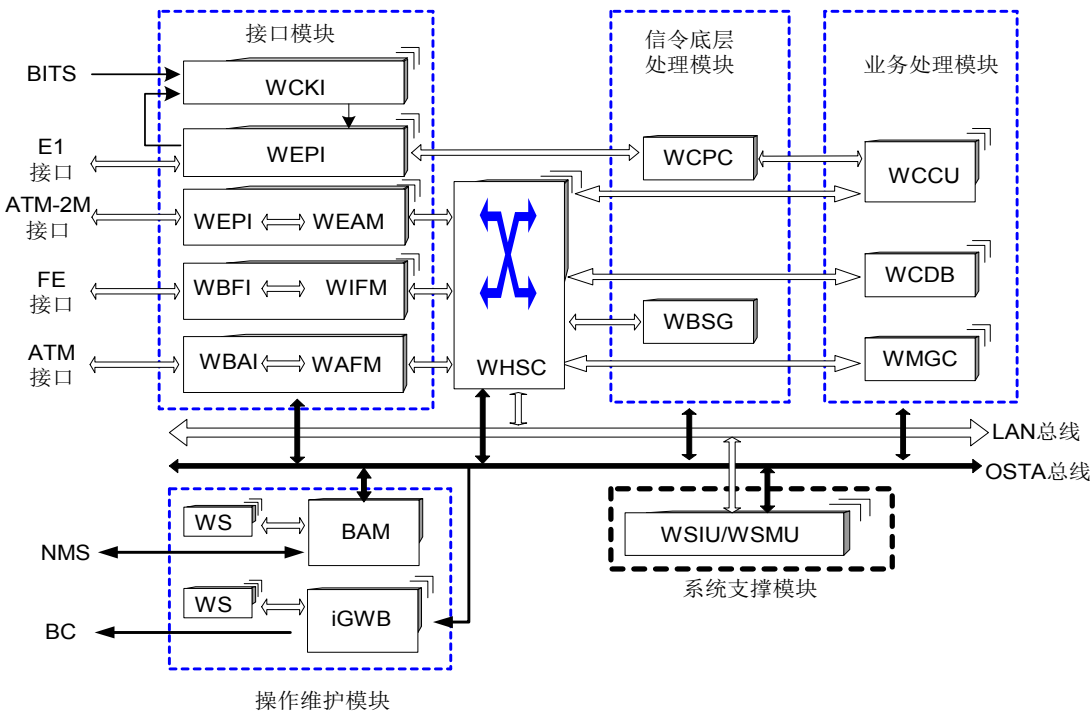 接口模块
信令底层
处理模块
业务处理模块
BITS
WCKI
E1
接口
WEPI
WCPC
WCCU
ATM-2M
接口
WEPI
WEAM
FE
接口
WBFI
WIFM
WCDB
WBSG
ATM
接口
WBAI
WAFM
WHSC
WMGC
LAN总线
OSTA总线
WS
BAM
WSIU/WSMU
NMS
系统支撑模块
WS
iGWB
BC
操作维护模块